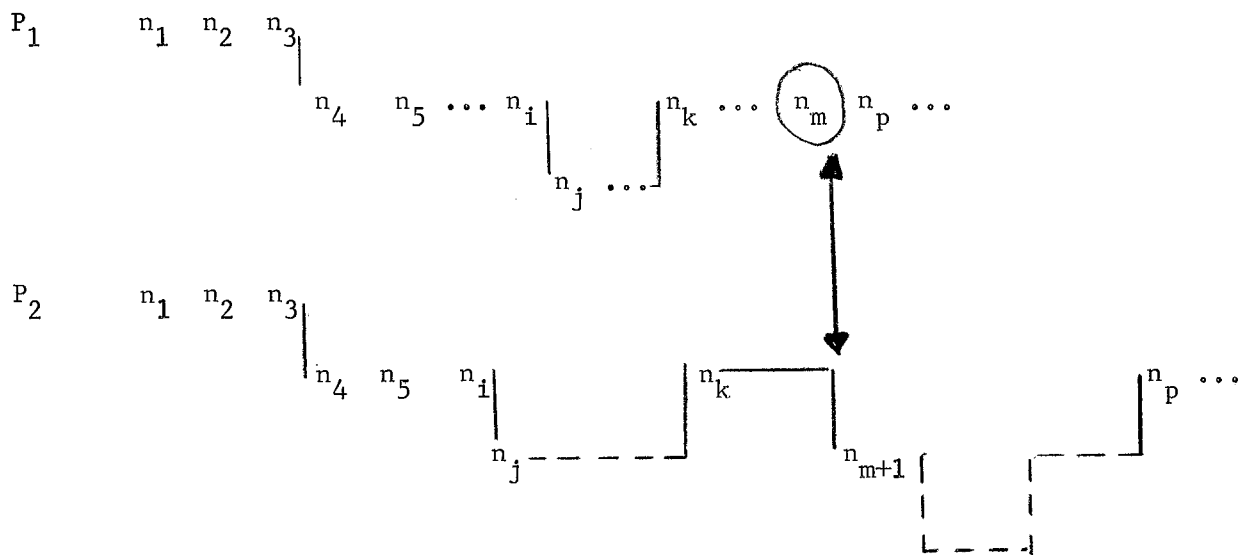 P₁ n₁ n₂ n₃
n₄ n₅ ... nᵢ nₖ ... nₘ nₚ ...
nⱼ ...
P₂ n₁ n₂ n₃
n₄ n₅ nᵢ nₖ nₚ ...
nⱼ nₘ₊₁